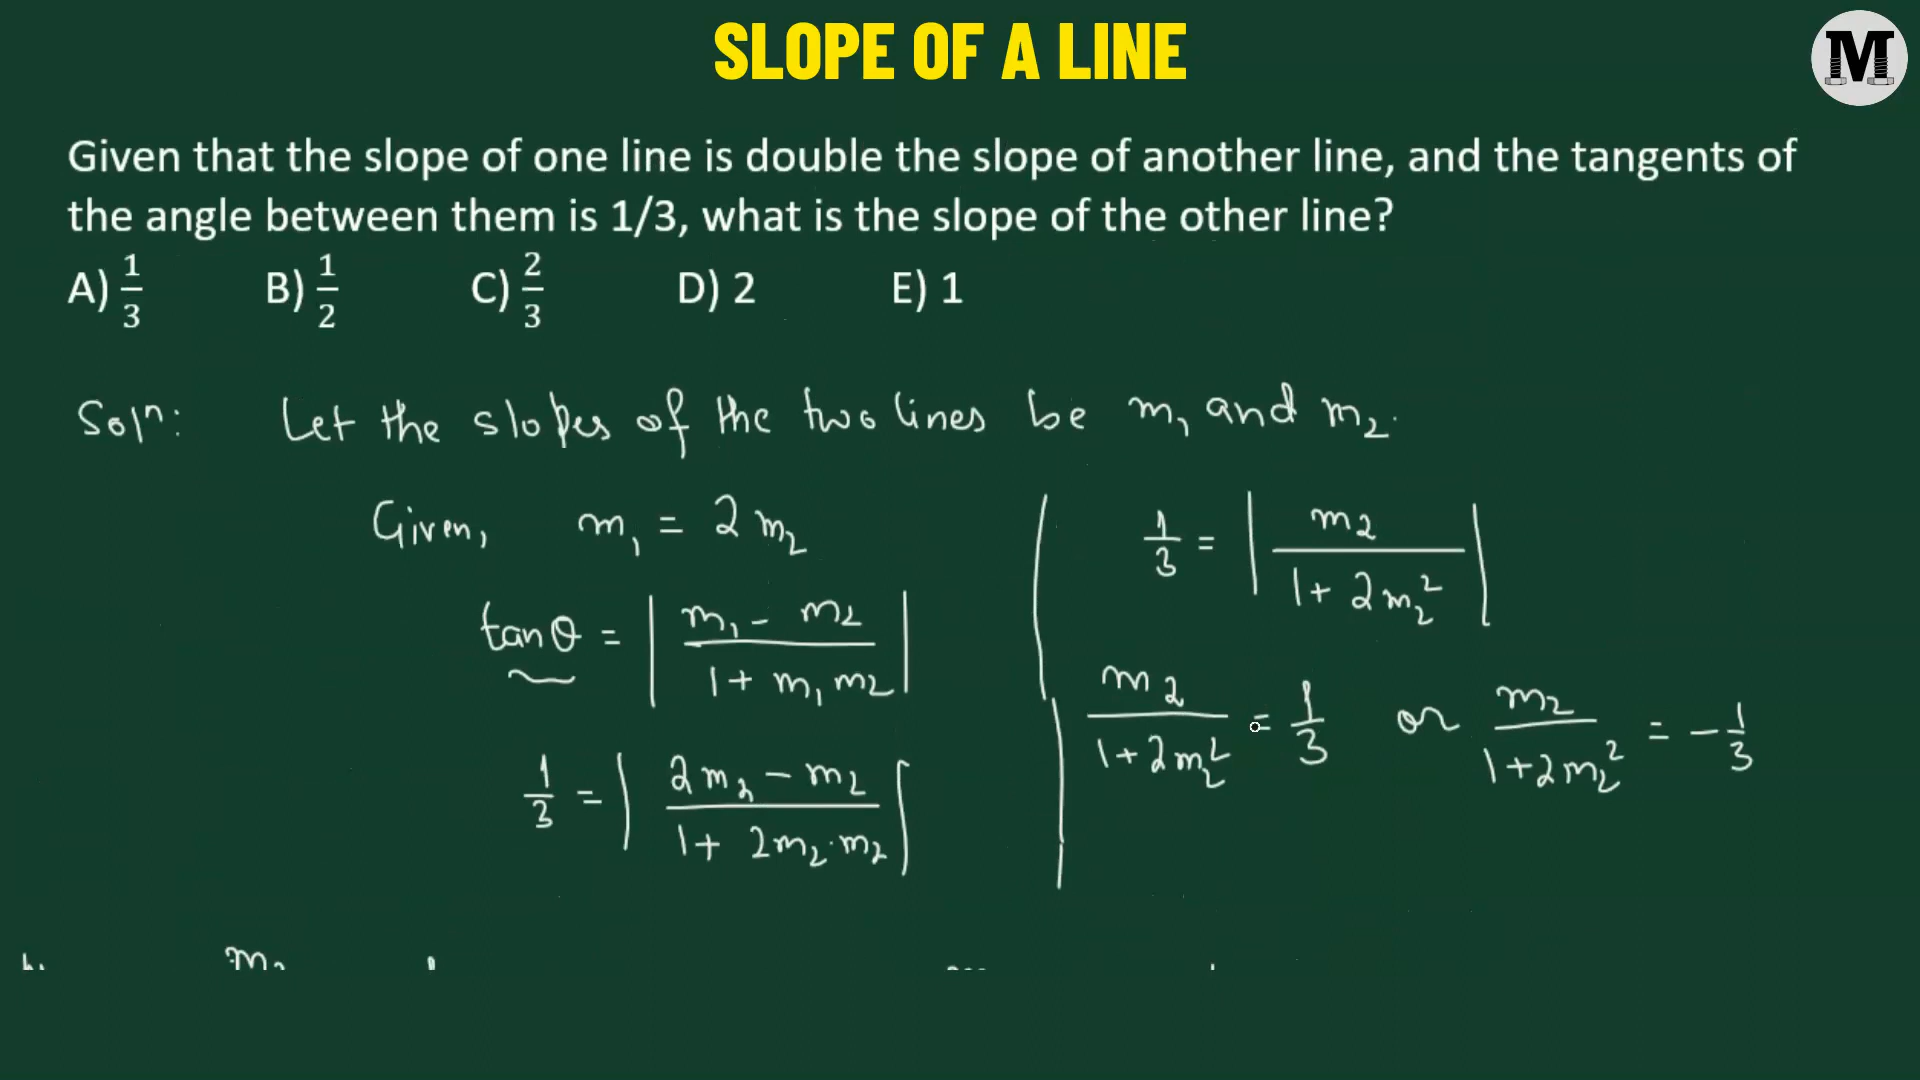 SLOPE OF A LINE
M
Given that the slope of one line is double the slope of another line, and the tangents of
the angle between them is 1/3, what is the slope of the other line?
A) 1/3 B) 1/2 C) 2/3 D) 2 E) 1
Solⁿ: Let the slopes of the two lines be m₁ and m₂.
Given, m₁ = 2m₂
tanθ = | (m₁ - m₂) / (1 + m₁m₂) |
1/3 = | (2m₂ - m₂) / (1 + 2m₂·m₂) |
1/3 = | m₂ / (1 + 2m₂²) |
m₂ / (1 + 2m₂²) = 1/3 or m₂ / (1 + 2m₂²) = -1/3